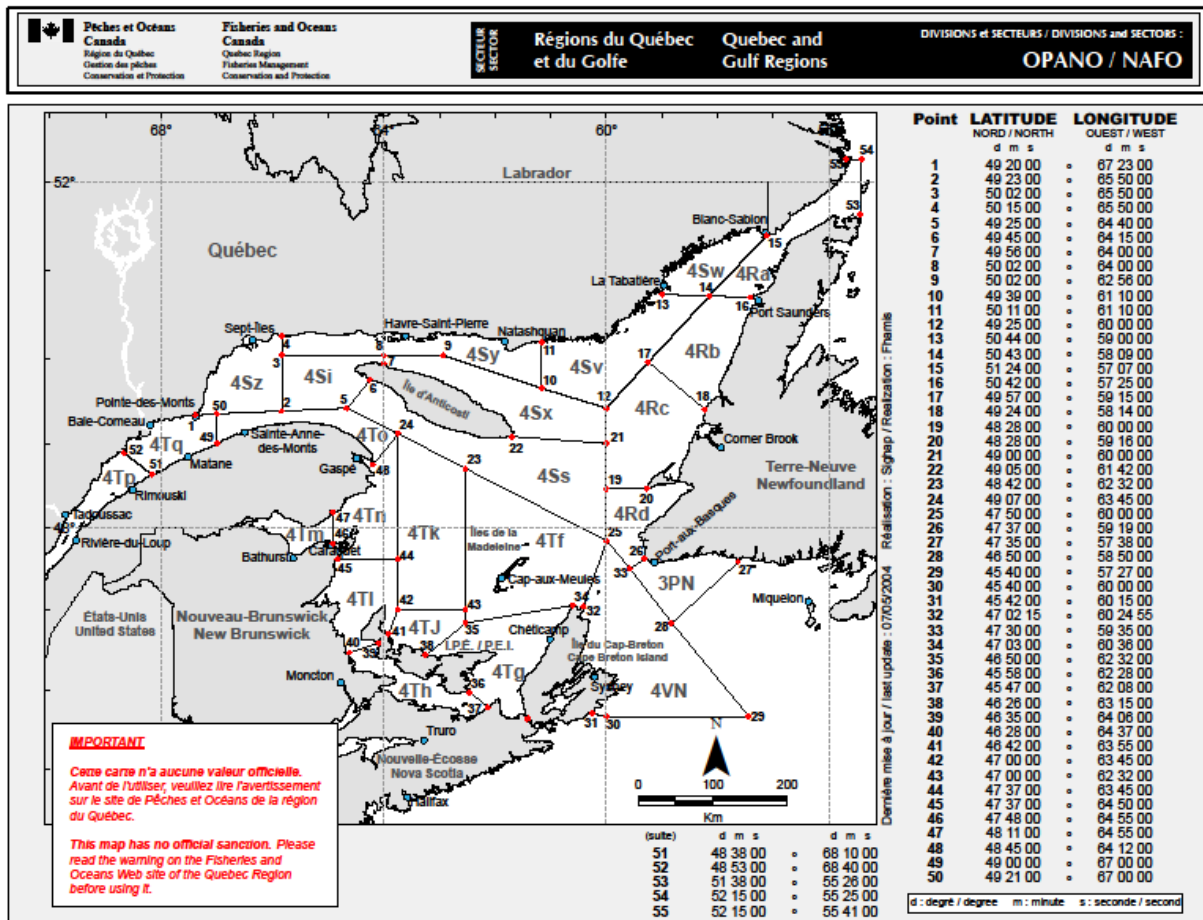 Pêches et Océans
Canada
Région du Québec
Gestion des pêches
Conservation et Protection
Fisheries and Oceans
Canada
Quebec Region
Fisheries Management
Conservation and Protection
SECTEUR
SECTOR
Régions du Québec
et du Golfe
Quebec and
Gulf Regions
DIVISIONS et SECTEURS / DIVISIONS and SECTORS :
OPANO / NAFO
68°
64°
60°
52°
48°
Labrador
Québec
Blanc-Sablon
La Tabatière
Port Saunders
Sept-Îles
Havre-Saint-Pierre
Natashquan
Pointe-des-Monts
Baie-Comeau
Île d'Anticosti
Sainte-Anne-
des-Monts
Matane
Gaspé
Rimouski
Tadoussac
Rivière-du-Loup
Corner Brook
Terre-Neuve
Newfoundland
Port-aux-Basques
Bathurst
Caraquet
Îles de la
Madeleine
Cap-aux-Meules
Miquelon
États-Unis
United States
Nouveau-Brunswick
New Brunswick
Chéticamp
Île du Cap-Breton
Cape Breton Island
I.P.É. / P.E.I.
Moncton
Sydney
Truro
Nouvelle-Écosse
Nova Scotia
Halifax
4Sw
4Ra
4Rb
4Sy
4Sv
4Sz
4Si
4Sx
4Rc
4Tq
4To
4Ss
4Tp
4Rd
4Tn
4Tm
4Tk
4Tf
3PN
4Tl
4TJ
4Tg
4Th
4VN
N
0 100 200
Km
IMPORTANT
Cette carte n'a aucune valeur officielle.
Avant de l'utiliser, veuillez lire l'avertissement
sur le site de Pêches et Océans de la région
du Québec.
This map has no official sanction. Please
read the warning on the Fisheries and
Oceans Web site of the Quebec Region
before using it.
Dernière mise à jour / last update : 07/05/2004 Réalisation : Sighap / Realization : Fhamis
Point LATITUDE LONGITUDE
NORD / NORTH OUEST / WEST
d m s d m s
1 49 20 00 ° 67 23 00
2 49 23 00 ° 65 50 00
3 50 02 00 ° 65 50 00
4 50 15 00 ° 65 50 00
5 49 25 00 ° 64 40 00
6 49 45 00 ° 64 15 00
7 49 56 00 ° 64 00 00
8 50 02 00 ° 64 00 00
9 50 02 00 ° 62 56 00
10 49 39 00 ° 61 10 00
11 50 11 00 ° 61 10 00
12 49 25 00 ° 60 00 00
13 50 44 00 ° 59 00 00
14 50 43 00 ° 58 09 00
15 51 24 00 ° 57 07 00
16 50 42 00 ° 57 25 00
17 49 57 00 ° 59 15 00
18 49 24 00 ° 58 14 00
19 48 28 00 ° 60 00 00
20 48 28 00 ° 59 16 00
21 49 00 00 ° 60 00 00
22 49 05 00 ° 61 42 00
23 48 42 00 ° 62 32 00
24 49 07 00 ° 63 45 00
25 47 50 00 ° 60 00 00
26 47 37 00 ° 59 19 00
27 47 35 00 ° 57 38 00
28 46 50 00 ° 58 50 00
29 45 40 00 ° 57 27 00
30 45 40 00 ° 60 00 00
31 45 42 00 ° 60 15 00
32 47 02 15 ° 60 24 55
33 47 30 00 ° 59 35 00
34 47 03 00 ° 60 36 00
35 46 50 00 ° 62 32 00
36 45 58 00 ° 62 28 00
37 45 47 00 ° 62 08 00
38 46 26 00 ° 63 15 00
39 46 35 00 ° 64 06 00
40 46 28 00 ° 64 37 00
41 46 42 00 ° 63 55 00
42 47 00 00 ° 63 45 00
43 47 00 00 ° 62 32 00
44 47 37 00 ° 63 45 00
45 47 37 00 ° 64 50 00
46 47 48 00 ° 64 55 00
47 48 11 00 ° 64 55 00
48 48 45 00 ° 64 12 00
49 49 00 00 ° 67 00 00
50 49 21 00 ° 67 00 00
(suite) d m s d m s
51 48 38 00 ° 68 10 00
52 48 53 00 ° 68 40 00
53 51 38 00 ° 55 26 00
54 52 15 00 ° 55 25 00
55 52 15 00 ° 55 41 00
d : degré / degree m : minute s : seconde / second